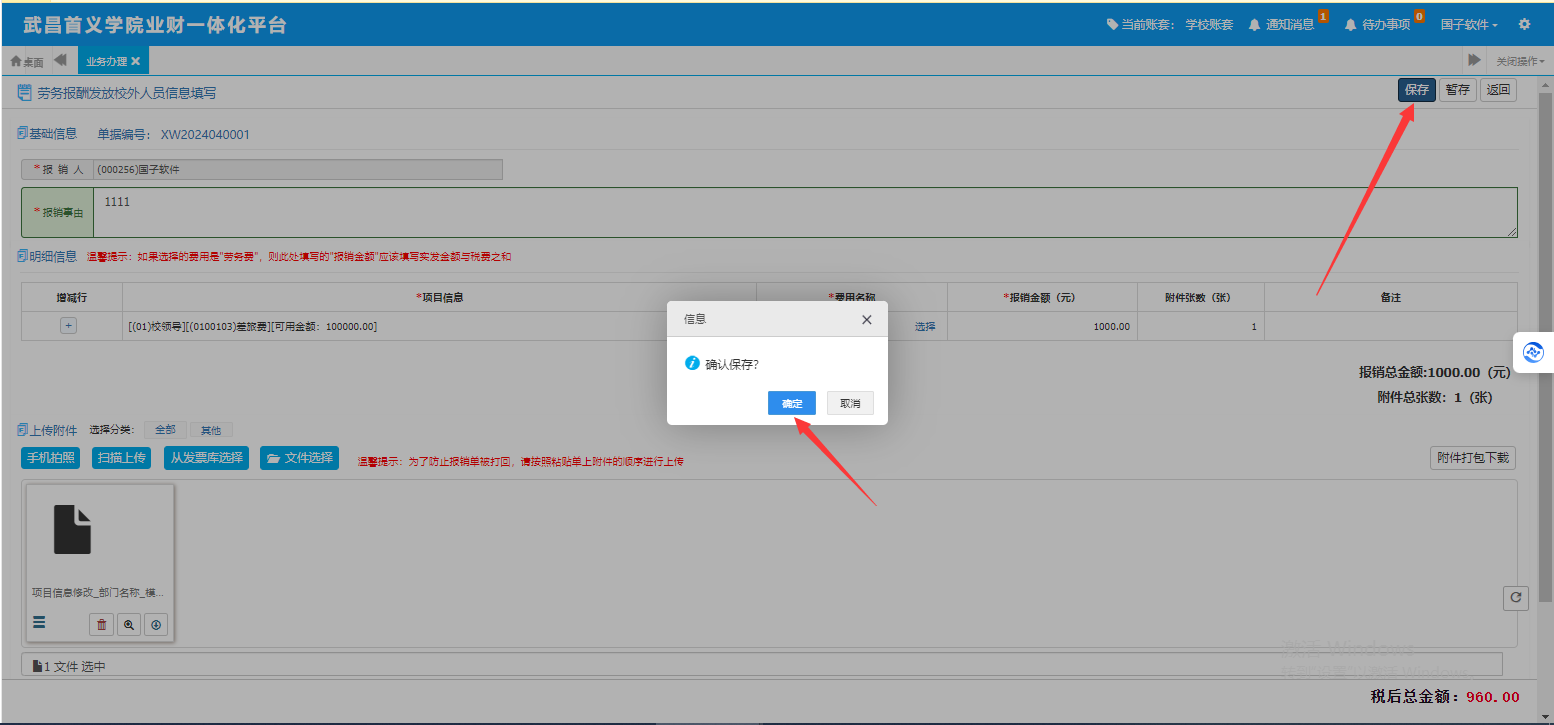 武昌首义学院业财一体化平台
当前账套： 学校账套 通知消息 1 待办事项 0 国子软件
桌面 业务办理 关闭操作
劳务报酬发放校外人员信息填写 保存 暂存 返回
基础信息 单据编号： XW2024040001
*报 销 人 (000256)国子软件
*报销事由 1111
明细信息 温馨提示：如果选择的费用是"劳务费"，则此处填写的"报销金额"应该填写实发金额与税费之和
增减行 *项目信息 *费用名称 *报销金额（元） 附件张数（张） 备注
+ [(01)校领导][(0100103)差旅费][可用金额：100000.00] 选择 1000.00 1
信息
确认保存?
确定 取消
报销总金额:1000.00（元）
附件总张数：1（张）
上传附件 选择分类： 全部 其他
手机拍照 扫描上传 从发票库选择 文件选择 温馨提示：为了防止报销单被打回，请按照粘贴单上附件的顺序进行上传 附件打包下载
项目信息修改_部门名称_模...
1 文件 选中
激活 Windows
转到"设置"以激活 Windows。
税后总金额：960.00